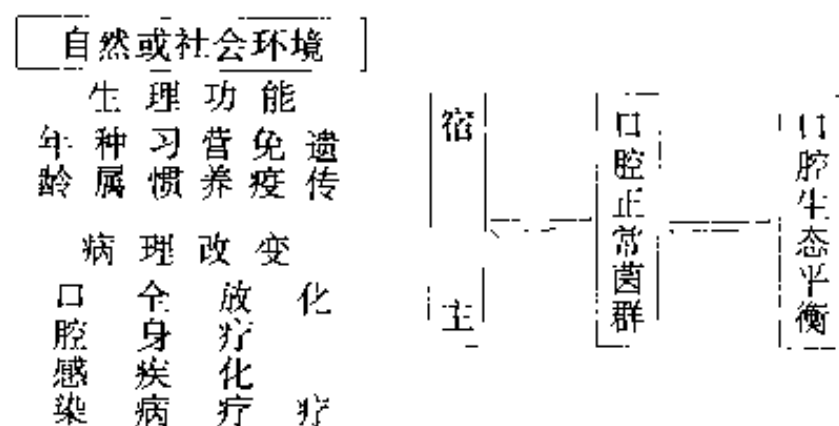 自然或社会环境
生理功能
年龄
种属
习惯
营养
免疫
遗传
病理改变
口腔感染
全身疾病
放疗化疗
化疗
宿主
口腔正常菌群
口腔生态平衡